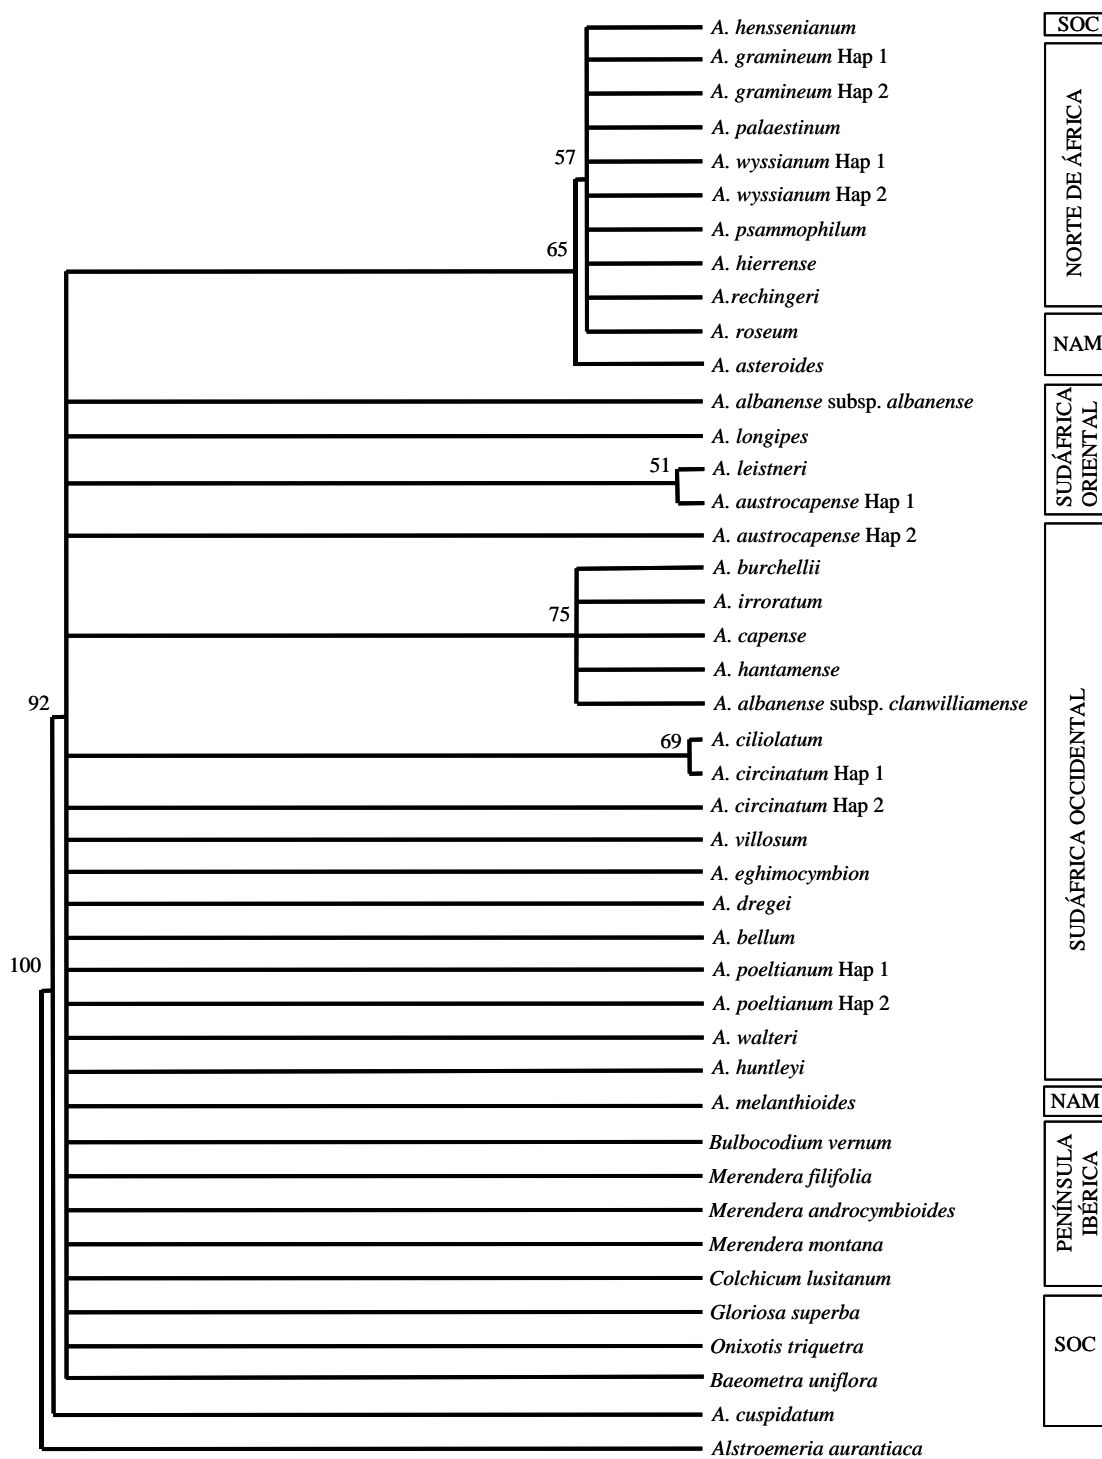 A. henssenianum
SOC
A. gramineum Hap 1
A. gramineum Hap 2
A. palaestinum
57
A. wyssianum Hap 1
A. wyssianum Hap 2
A. psammophilum
65
A. hierrense
A.rechingeri
NORTE DE ÁFRICA
A. roseum
A. asteroides
NAM
A. albanense subsp. albanense
A. longipes
51
A. leistneri
A. austrocapense Hap 1
SUDÁFRICA
ORIENTAL
A. austrocapense Hap 2
A. burchellii
A. irroratum
75
A. capense
A. hantamense
A. albanense subsp. clanwilliamense
92
69
A. ciliolatum
A. circinatum Hap 1
A. circinatum Hap 2
A. villosum
A. eghimocymbion
A. dregei
A. bellum
100
A. poeltianum Hap 1
A. poeltianum Hap 2
A. walteri
A. huntleyi
SUDÁFRICA OCCIDENTAL
A. melanthioides
NAM
Bulbocodium vernum
Merendera filifolia
Merendera androcymbioides
Merendera montana
Colchicum lusitanum
PENÍNSULA
IBÉRICA
Gloriosa superba
Onixotis triquetra
SOC
Baeometra uniflora
A. cuspidatum
Alstroemeria aurantiaca